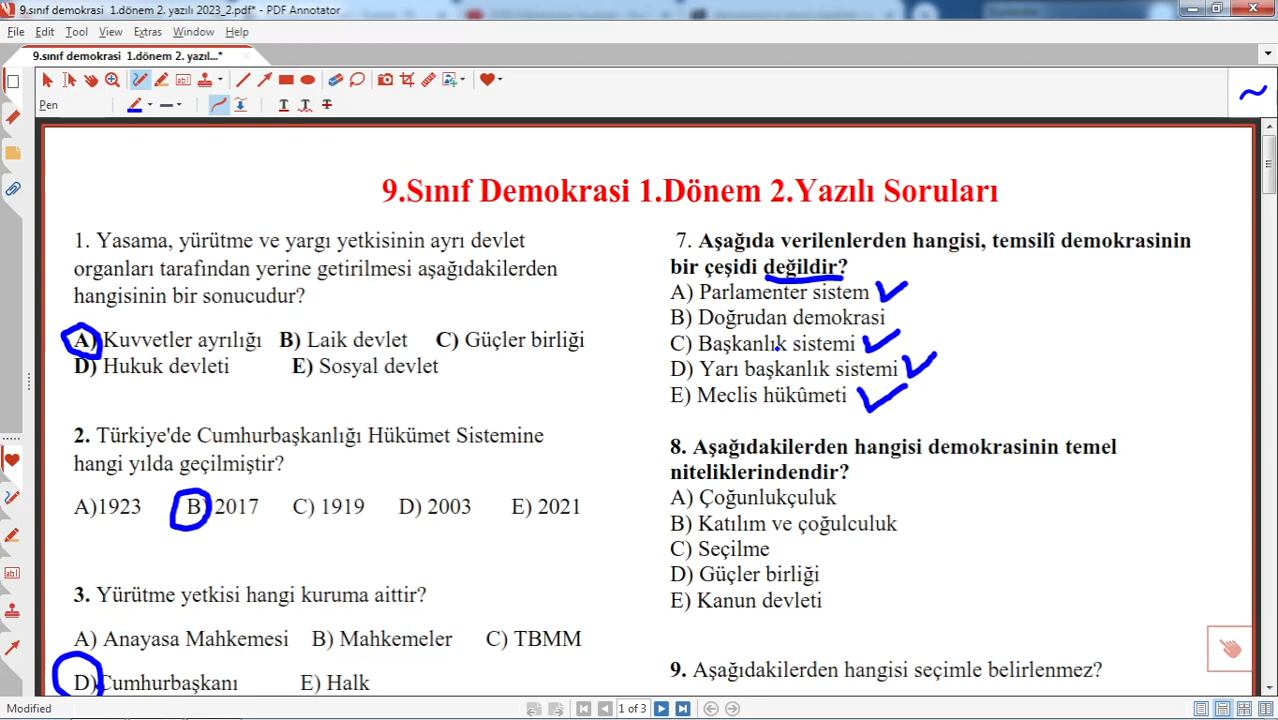 9.sınıf demokrasi 1.dönem 2. yazılı 2023_2.pdf* - PDF Annotator
File Edit Tool View Extras Window Help
9.sınıf demokrasi 1.dönem 2. yazıl...*
Pen
9.Sınıf Demokrasi 1.Dönem 2.Yazılı Soruları
1. Yasama, yürütme ve yargı yetkisinin ayrı devlet
organları tarafından yerine getirilmesi aşağıdakilerden
hangisinin bir sonucudur?
A) Kuvvetler ayrılığı B) Laik devlet C) Güçler birliği
D) Hukuk devleti E) Sosyal devlet
2. Türkiye'de Cumhurbaşkanlığı Hükümet Sistemine
hangi yılda geçilmiştir?
A)1923 B) 2017 C) 1919 D) 2003 E) 2021
3. Yürütme yetkisi hangi kuruma aittir?
A) Anayasa Mahkemesi B) Mahkemeler C) TBMM
D)Cumhurbaşkanı E) Halk
7. Aşağıda verilenlerden hangisi, temsilî demokrasinin
bir çeşidi değildir?
A) Parlamenter sistem
B) Doğrudan demokrasi
C) Başkanlık sistemi
D) Yarı başkanlık sistemi
E) Meclis hükûmeti
8. Aşağıdakilerden hangisi demokrasinin temel
niteliklerindendir?
A) Çoğunlukçuluk
B) Katılım ve çoğulculuk
C) Seçilme
D) Güçler birliği
E) Kanun devleti
9. Aşağıdakilerden hangisi seçimle belirlenmez?
Modified
1 of 3